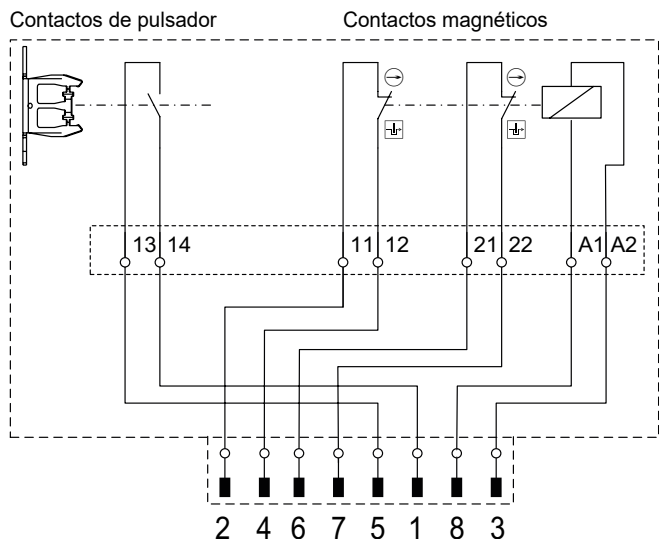 Contactos de pulsador Contactos magnéticos
13 14 11 12 21 22 A1 A2
2 4 6 7 5 1 8 3